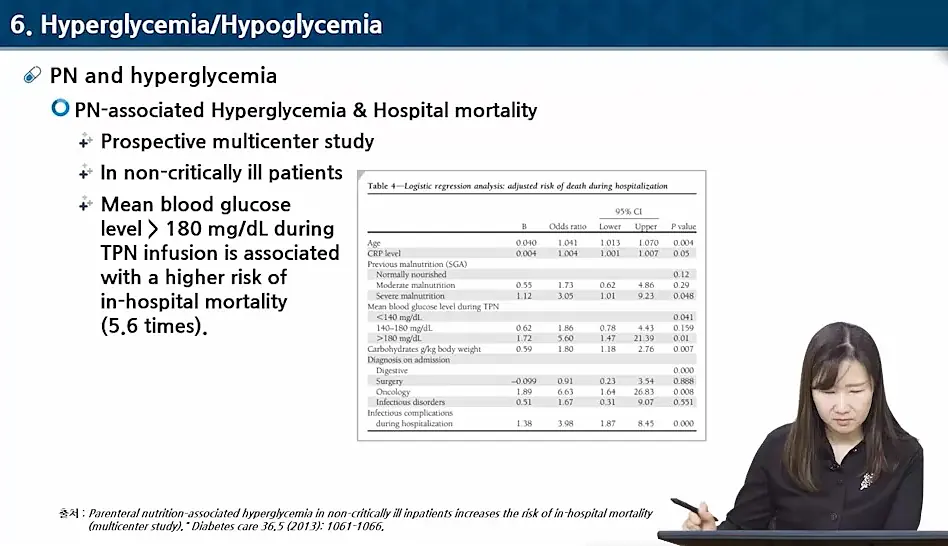 6. Hyperglycemia/Hypoglycemia
PN and hyperglycemia
PN-associated Hyperglycemia & Hospital mortality
Prospective multicenter study
In non-critically ill patients
Mean blood glucose
level > 180 mg/dL during
TPN infusion is associated
with a higher risk of
in-hospital mortality
(5.6 times).
Table 4—Logistic regression analysis: adjusted risk of death during hospitalization
95% CI
B Odds ratio Lower Upper P value
Age 0.040 1.041 1.013 1.070 0.004
CRP level 0.004 1.004 1.001 1.007 0.05
Previous malnutrition (SGA)
Normally nourished 0.12
Moderate malnutrition 0.55 1.73 0.62 4.86 0.29
Severe malnutrition 1.12 3.05 1.01 9.23 0.048
Mean blood glucose level during TPN
<140 mg/dL 0.041
140–180 mg/dL 0.62 1.86 0.78 4.43 0.159
>180 mg/dL 1.72 5.60 1.47 21.39 0.01
Carbohydrates g/kg body weight 0.59 1.80 1.18 2.76 0.007
Diagnosis on admission
Digestive 0.000
Surgery −0.099 0.91 0.23 3.54 0.888
Oncology 1.89 6.63 1.64 26.83 0.008
Infectious disorders 0.51 1.67 0.31 9.07 0.551
Infectious complications
during hospitalization 1.38 3.98 1.87 8.45 0.000
출처 : Parenteral nutrition-associated hyperglycemia in non-critically ill inpatients increases the risk of in-hospital mortality
(multicenter study)." Diabetes care 36.5 (2013): 1061-1066.